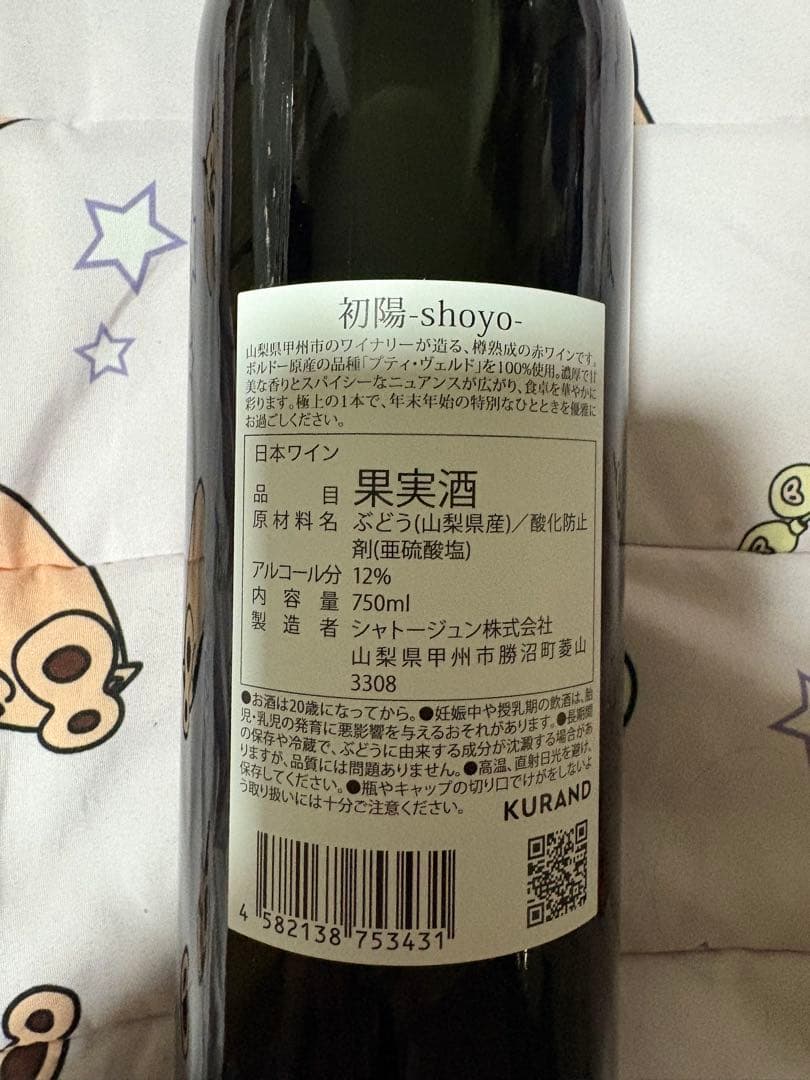 初陽-shoyo-
山梨県甲州市のワイナリーが造る、樽熟成の赤ワインです。
ボルドー原産の品種「プティ・ヴェルド」を100%使用。濃厚で甘
美な香りとスパイシーなニュアンスが広がり、食卓を華やかに
彩ります。極上の1本で、年末年始の特別なひとときを優雅に
お過ごしください。
日本ワイン
品目 果実酒
原材料名 ぶどう(山梨県産)／酸化防止
剤(亜硫酸塩)
アルコール分 12%
内容量 750ml
製造者 シャトージュン株式会社
山梨県甲州市勝沼町菱山
3308
●お酒は20歳になってから。●妊娠中や授乳期の飲酒は、胎
児・乳児の発育に悪影響を与えるおそれがあります。●長期間
の保存や冷蔵で、ぶどうに由来する成分が沈澱する場合があ
りますが、品質には問題ありません。●高温、直射日光を避け、
保存してください。●瓶やキャップの切り口でけがをしないよ
う取り扱いには十分ご注意ください。
KURAND
4 582138 753431